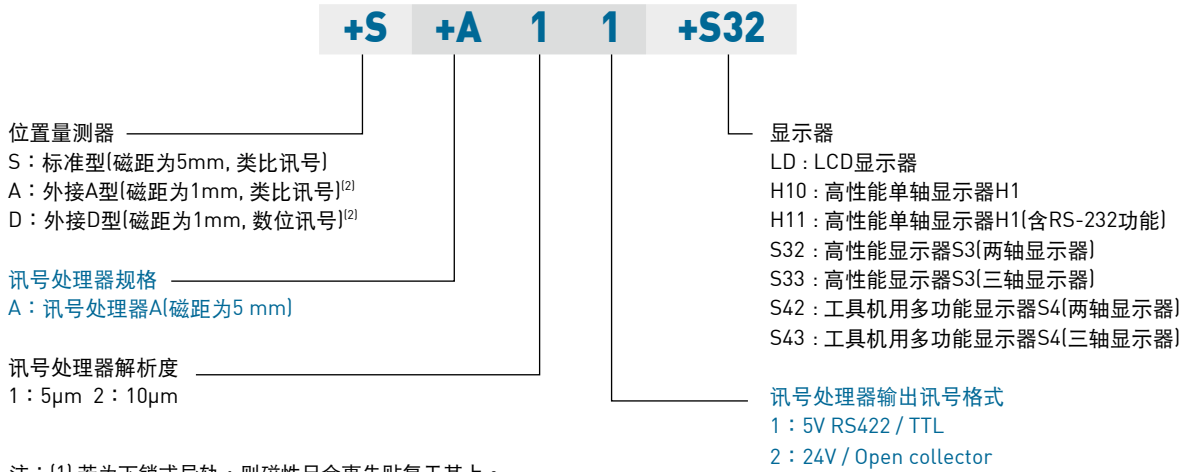 +S +A 1 1 +S32
位置量测器
S：标准型(磁距为5mm, 类比讯号)
A：外接A型(磁距为1mm, 类比讯号)(2)
D：外接D型(磁距为1mm, 数位讯号)(2)
讯号处理器规格
A：讯号处理器A(磁距为5 mm)
讯号处理器解析度
1：5μm 2：10μm
显示器
LD : LCD显示器
H10 : 高性能单轴显示器H1
H11 : 高性能单轴显示器H1(含RS-232功能)
S32 : 高性能显示器S3(两轴显示器)
S33 : 高性能显示器S3(三轴显示器)
S42 : 工具机用多功能显示器S4(两轴显示器)
S43 : 工具机用多功能显示器S4(三轴显示器)
讯号处理器输出讯号格式
1：5V RS422 / TTL
2：24V / Open collector